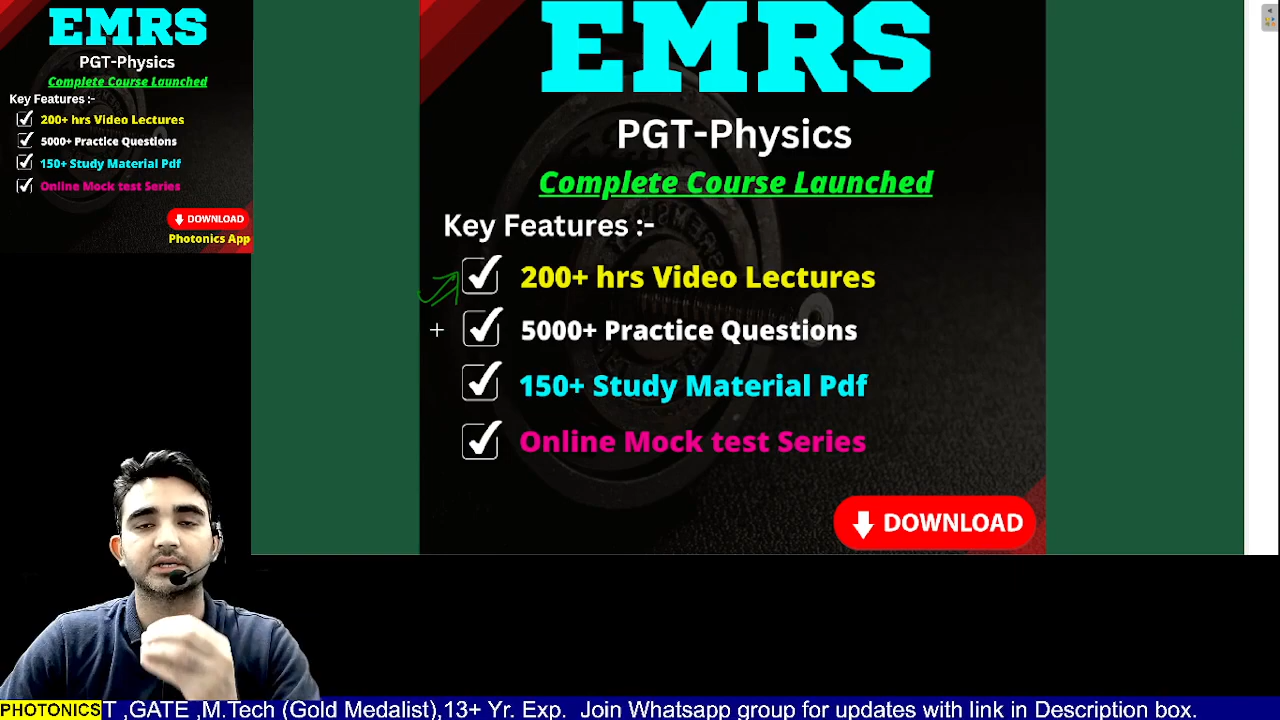 EMRS
PGT-Physics
Complete Course Launched
Key Features :-
200+ hrs Video Lectures
5000+ Practice Questions
150+ Study Material Pdf
Online Mock test Series
DOWNLOAD
Photonics App
EMRS
PGT-Physics
Complete Course Launched
Key Features :-
200+ hrs Video Lectures
5000+ Practice Questions
150+ Study Material Pdf
Online Mock test Series
DOWNLOAD
PHOTONICS T ,GATE ,M.Tech (Gold Medalist),13+ Yr. Exp. Join Whatsapp group for updates with link in Description box.